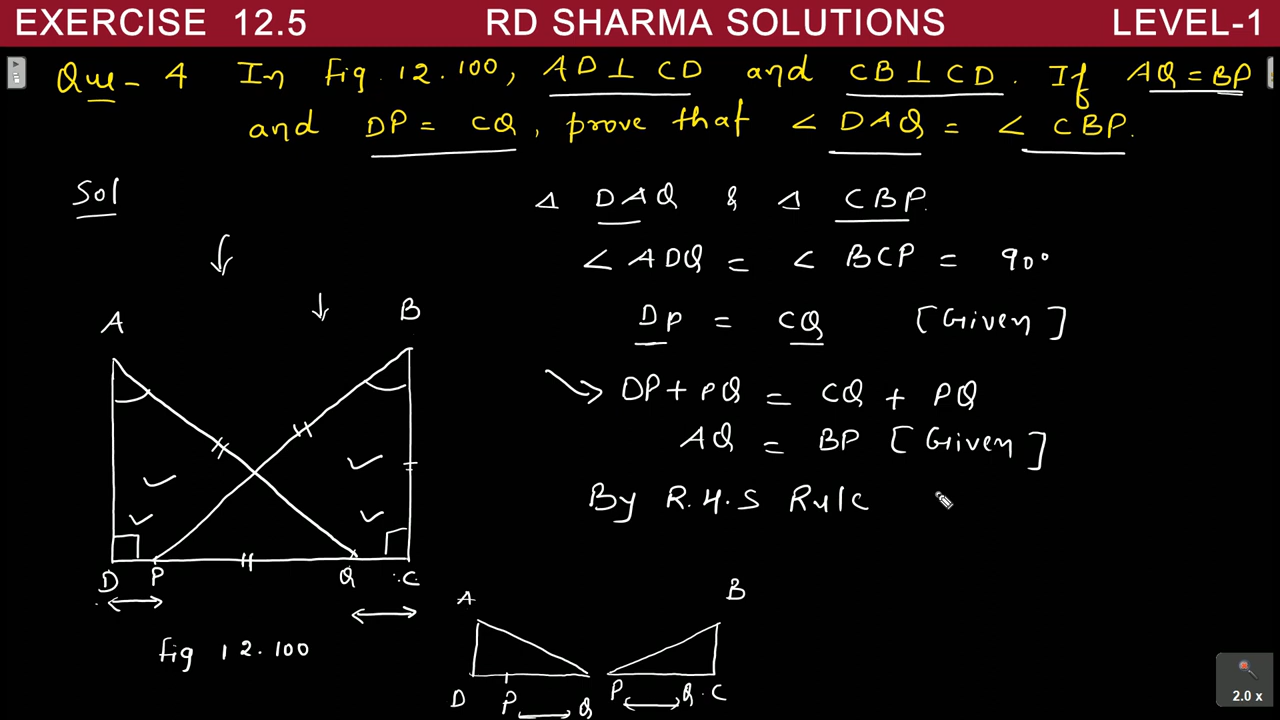 EXERCISE 12.5 RD SHARMA SOLUTIONS LEVEL-1
Que- 4 In Fig. 12.100, AD ⊥ CD and CB ⊥ CD. If AQ = BP
and DP = CQ, prove that ∠ DAQ = ∠ CBP.
Sol
Δ DAQ & Δ CBP.
∠ ADQ = ∠ BCP = 90°
DP = CQ [Given]
DP + PQ = CQ + PQ
AQ = BP [Given]
By R.H.S Rule
A B
D P Q C
Fig 12.100
A B
D P Q P Q C
2.0 x